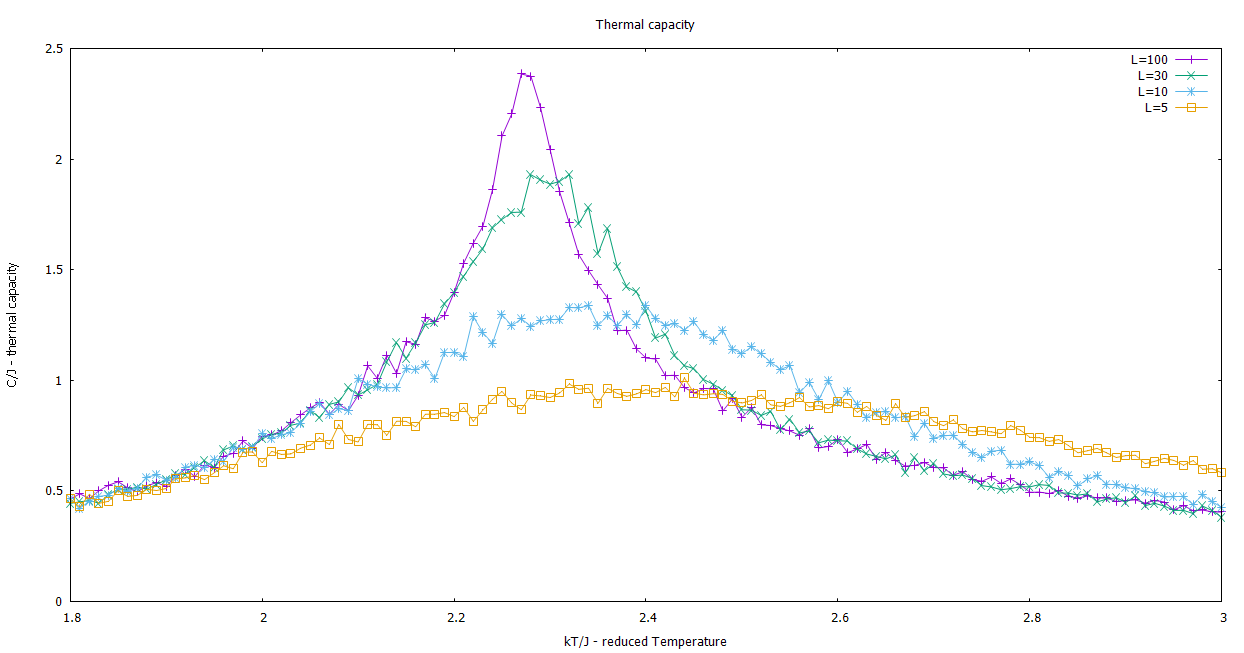 Thermal capacity
2.5
2
1.5
1
0.5
0
C/J - thermal capacity
L=100
L=30
L=10
L=5
1.8 2 2.2 2.4 2.6 2.8 3
kT/J - reduced Temperature